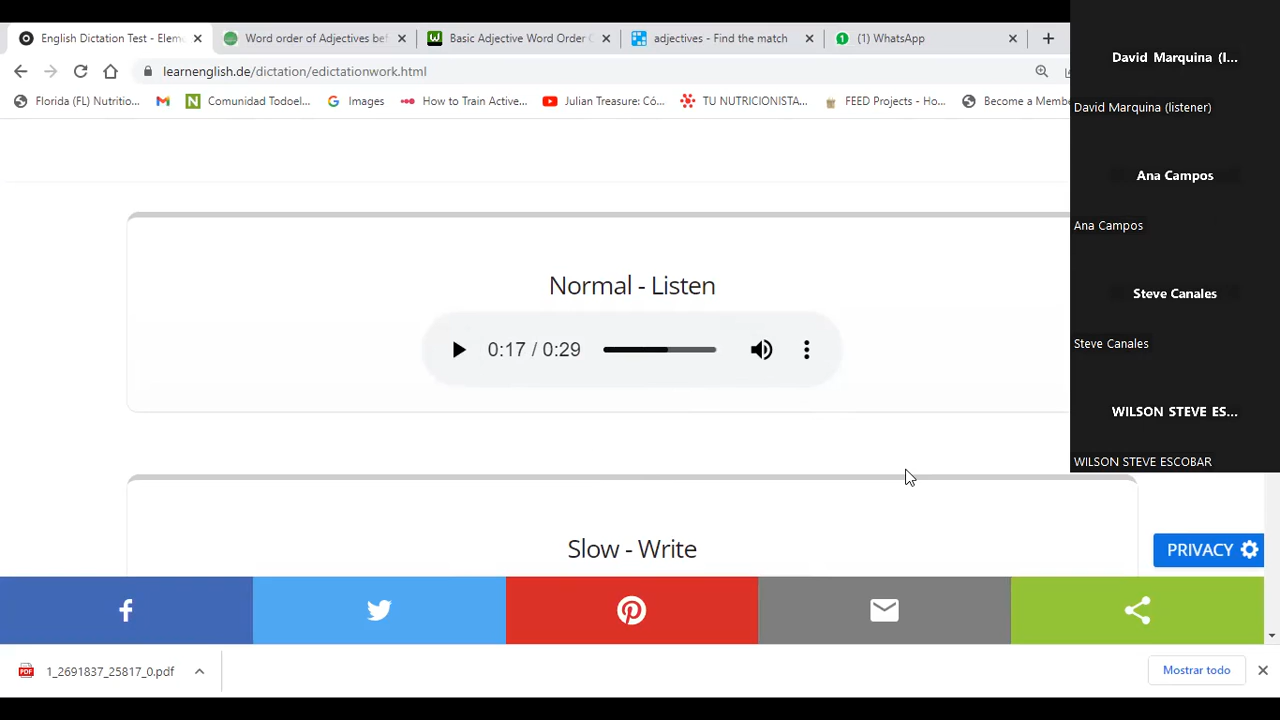 English Dictation Test - Eleme
Word order of Adjectives bef
Basic Adjective Word Order
adjectives - Find the match
(1) WhatsApp
learnenglish.de/dictation/edictationwork.html
Florida (FL) Nutritio...
Comunidad Todoel...
Images
How to Train Active...
Julian Treasure: Có...
TU NUTRICIONISTA...
FEED Projects - Ho...
Become a Membe
Normal - Listen
0:17 / 0:29
Slow - Write
PRIVACY
1_2691837_25817_0.pdf
Mostrar todo
David Marquina (l...
David Marquina (listener)
Ana Campos
Ana Campos
Steve Canales
Steve Canales
WILSON STEVE ES...
WILSON STEVE ESCOBAR